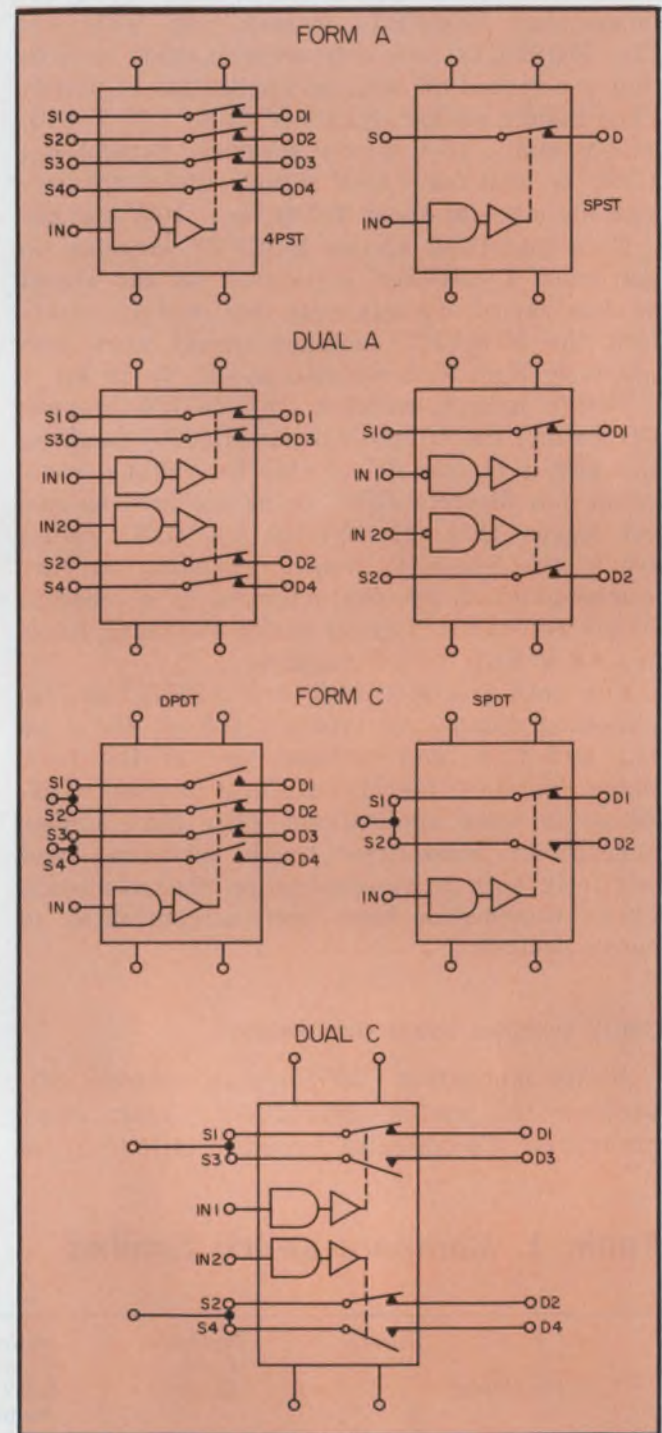 FORM A
S1 D1
S2 D2
S3 D3
S4 D4
IN
4PST
S D
SPST
IN
DUAL A
S1 D1
S3 D3
IN1
IN2
S2 D2
S4 D4
S1 D1
IN 1
IN 2
S2 D2
FORM C
DPDT
S1 D1
S2 D2
S3 D3
S4 D4
IN
SPDT
S1 D1
S2 D2
IN
DUAL C
S1 D1
S3 D3
IN1
IN2
S2 D2
S4 D4